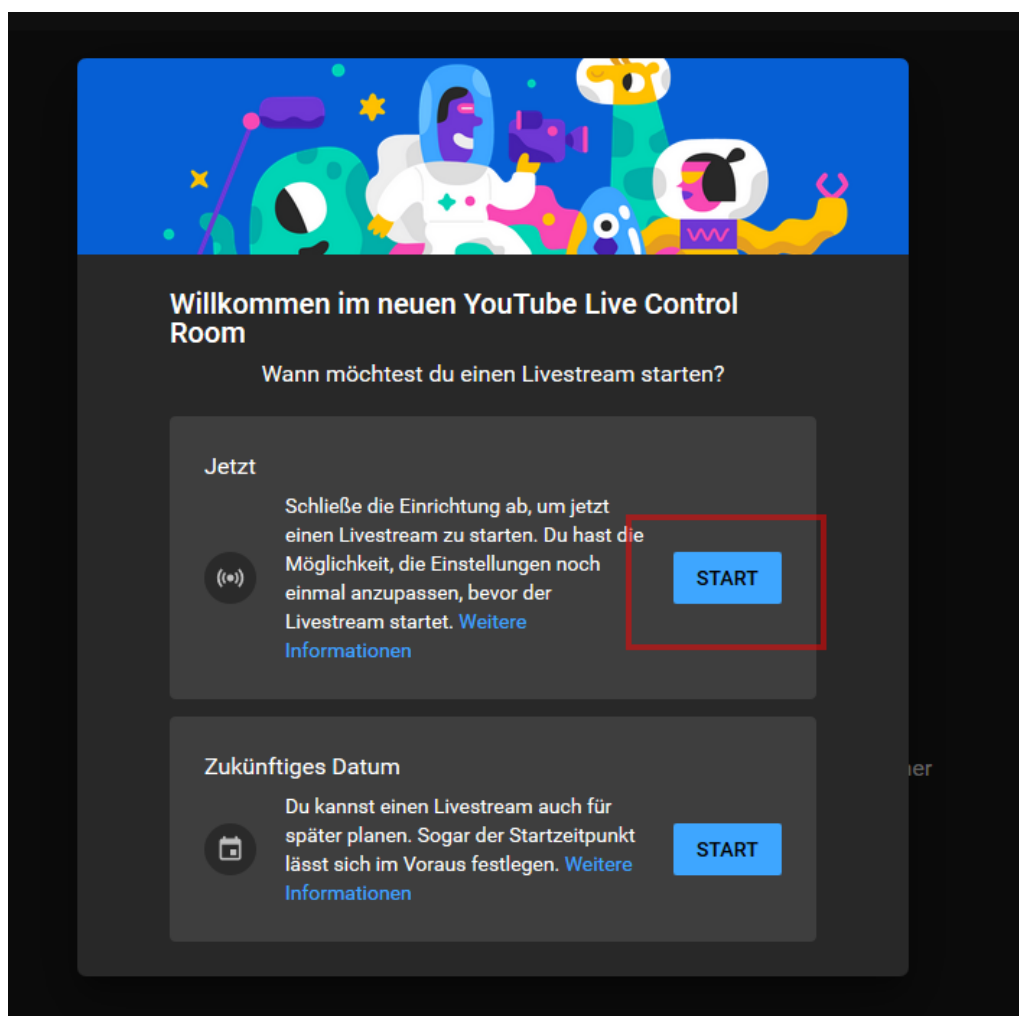 Willkommen im neuen YouTube Live Control
Room
Wann möchtest du einen Livestream starten?
Jetzt
Schließe die Einrichtung ab, um jetzt
einen Livestream zu starten. Du hast die
Möglichkeit, die Einstellungen noch
einmal anzupassen, bevor der
Livestream startet. Weitere
Informationen
START
Zukünftiges Datum
Du kannst einen Livestream auch für
später planen. Sogar der Startzeitpunkt
lässt sich im Voraus festlegen. Weitere
Informationen
START